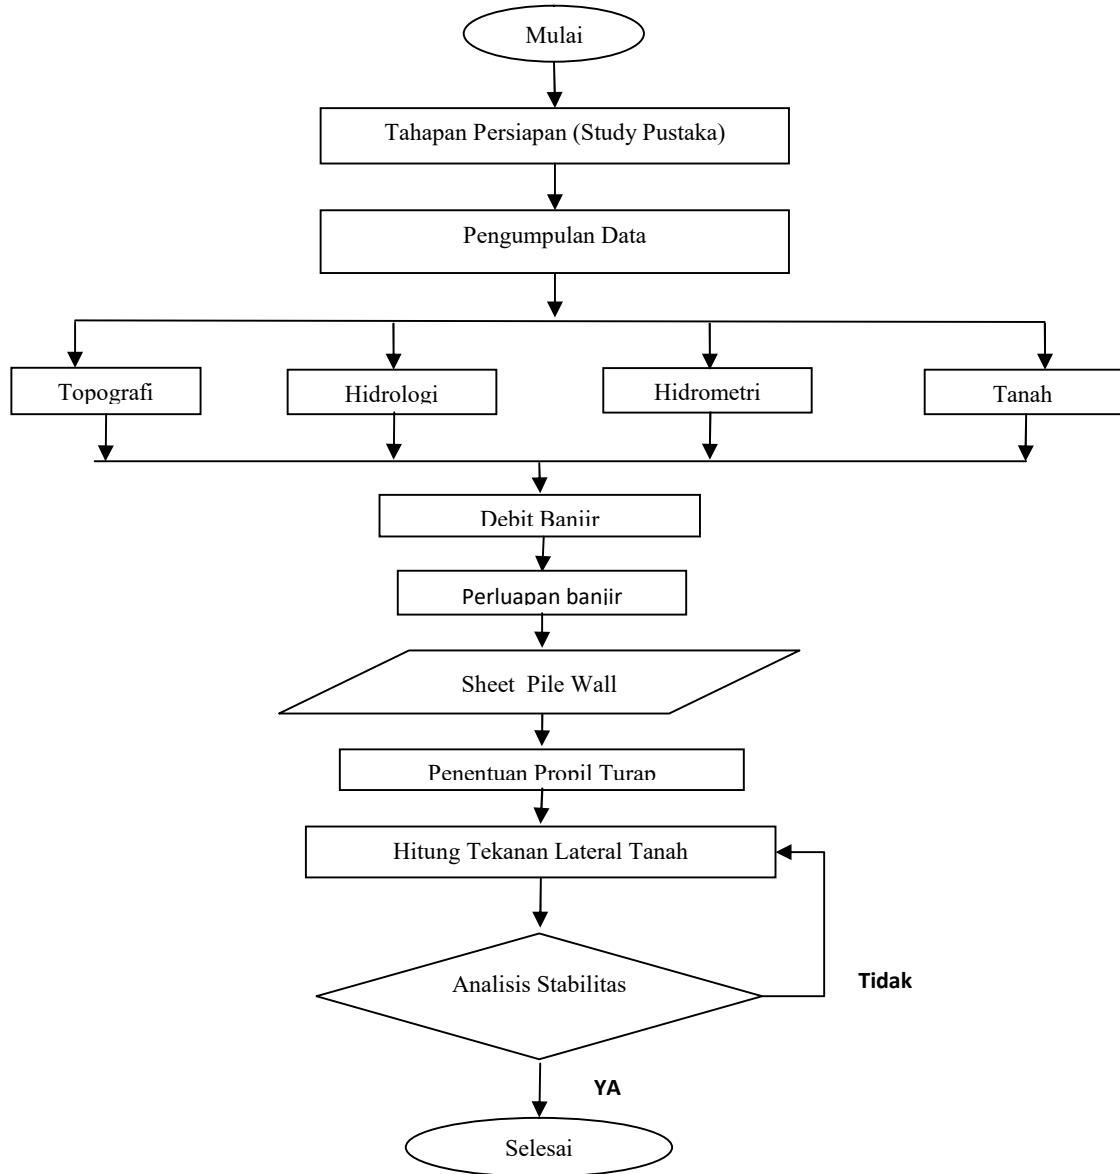 Mulai
Tahapan Persiapan (Study Pustaka)
Pengumpulan Data
Topografi
Hidrologi
Hidrometri
Tanah
Debit Banjir
Perluapan banjir
Sheet Pile Wall
Penentuan Propil Turap
Hitung Tekanan Lateral Tanah
Analisis Stabilitas
Tidak
YA
Selesai